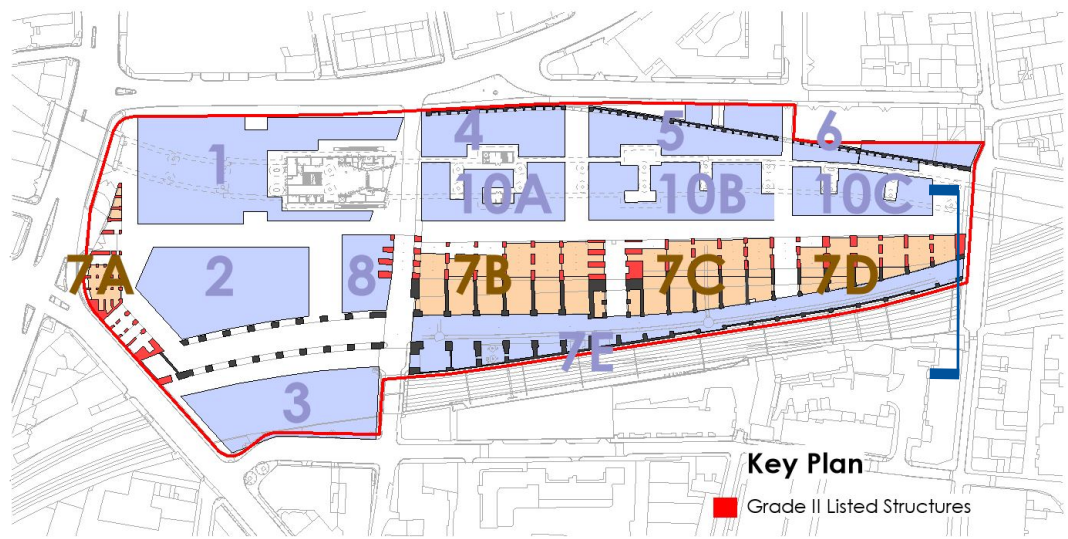 4
5
6
1
10A
10B
10C
7A
2
8
7B
7C
7D
7E
3
Key Plan
Grade II Listed Structures